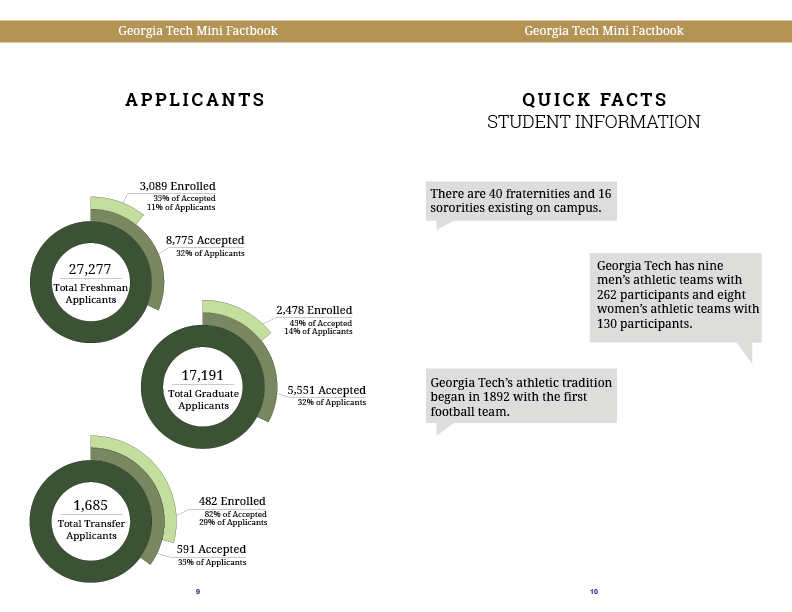 Georgia Tech Mini Factbook
APPLICANTS
3,089 Enrolled
35% of Accepted
11% of Applicants
8,775 Accepted
32% of Applicants
27,277
Total Freshman
Applicants
2,478 Enrolled
45% of Accepted
14% of Applicants
17,191
Total Graduate
Applicants
5,551 Accepted
32% of Applicants
482 Enrolled
82% of Accepted
29% of Applicants
1,685
Total Transfer
Applicants
591 Accepted
35% of Applicants
9
Georgia Tech Mini Factbook
QUICK FACTS
STUDENT INFORMATION
There are 40 fraternities and 16
sororities existing on campus.
Georgia Tech has nine
men’s athletic teams with
262 participants and eight
women’s athletic teams with
130 participants.
Georgia Tech’s athletic tradition
began in 1892 with the first
football team.
10